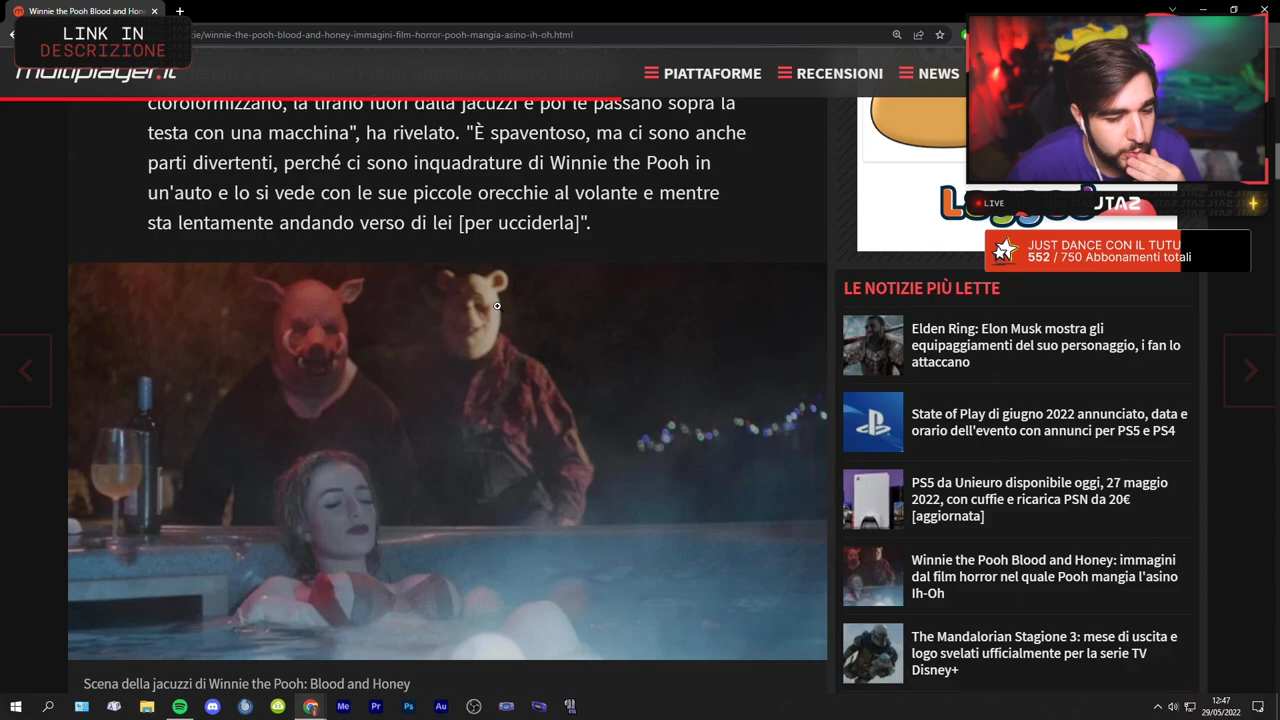 Winnie the Pooh Blood and Hone
LINK IN
DESCRIZIONE
zie/winnie-the-pooh-blood-and-honey-immagini-film-horror-pooh-mangia-asino-ih-oh.html
multiplayer.it
PIATTAFORME
RECENSIONI
NEWS
cloroformizzano, la tirano fuori dalla jacuzzi e poi le passano sopra la
testa con una macchina", ha rivelato. "È spaventoso, ma ci sono anche
parti divertenti, perché ci sono inquadrature di Winnie the Pooh in
un'auto e lo si vede con le sue piccole orecchie al volante e mentre
sta lentamente andando verso di lei [per ucciderla]".
Scena della jacuzzi di Winnie the Pooh: Blood and Honey
LIVE
JTAZ
JUST DANCE CON IL TUTU
552 / 750 Abbonamenti totali
LE NOTIZIE PIÙ LETTE
Elden Ring: Elon Musk mostra gli
equipaggiamenti del suo personaggio, i fan lo
attaccano
State of Play di giugno 2022 annunciato, data e
orario dell'evento con annunci per PS5 e PS4
PS5 da Unieuro disponibile oggi, 27 maggio
2022, con cuffie e ricarica PSN da 20€
[aggiornata]
Winnie the Pooh Blood and Honey: immagini
dal film horror nel quale Pooh mangia l'asino
Ih-Oh
The Mandalorian Stagione 3: mese di uscita e
logo svelati ufficialmente per la serie TV
Disney+
Me
Pr
Ps
Au
12:47
29/05/2022